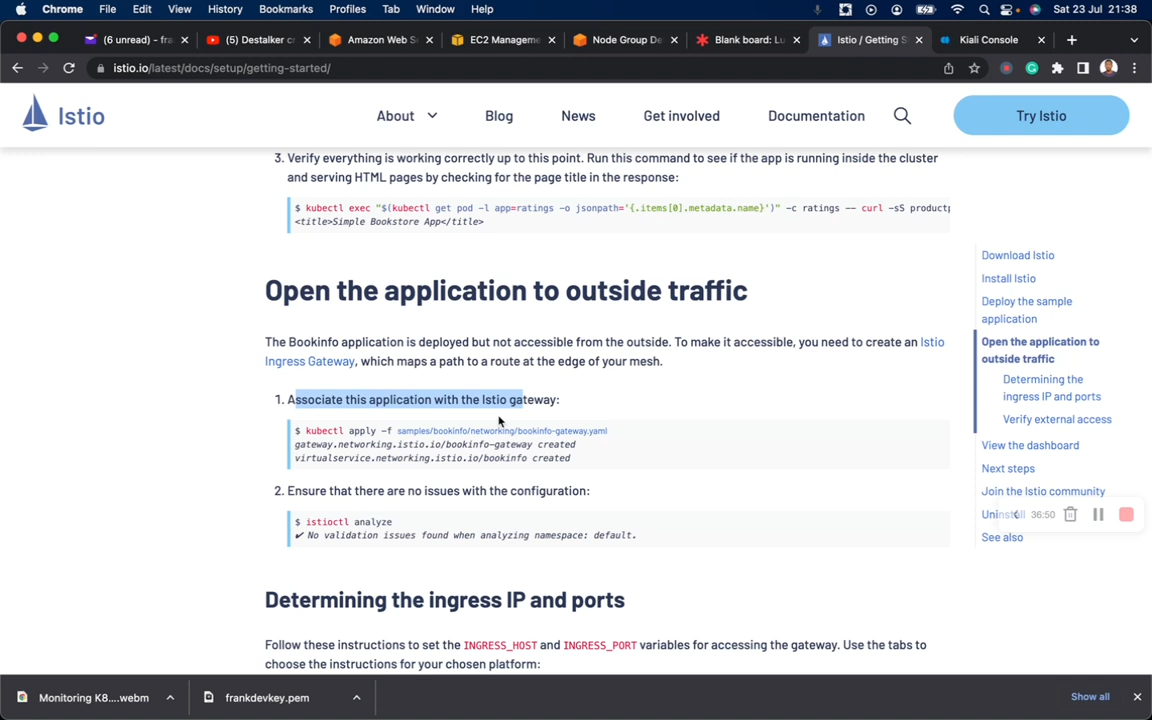 Chrome File Edit View History Bookmarks Profiles Tab Window Help Sat 23 Jul 21:38
(6 unread) - fra (5) Destalker cr Amazon Web S EC2 Manageme Node Group De Blank board: Lu Istio / Getting S Kiali Console
istio.io/latest/docs/setup/getting-started/
Istio About Blog News Get involved Documentation Try Istio
3. Verify everything is working correctly up to this point. Run this command to see if the app is running inside the cluster
and serving HTML pages by checking for the page title in the response:
$ kubectl exec "$(kubectl get pod -l app=ratings -o jsonpath='{.items[0].metadata.name}')" -c ratings -- curl -sS productp
<title>Simple Bookstore App</title>
Open the application to outside traffic
The Bookinfo application is deployed but not accessible from the outside. To make it accessible, you need to create an Istio
Ingress Gateway, which maps a path to a route at the edge of your mesh.
1. Associate this application with the Istio gateway:
$ kubectl apply -f samples/bookinfo/networking/bookinfo-gateway.yaml
gateway.networking.istio.io/bookinfo-gateway created
virtualservice.networking.istio.io/bookinfo created
2. Ensure that there are no issues with the configuration:
$ istioctl analyze
✔ No validation issues found when analyzing namespace: default.
Determining the ingress IP and ports
Follow these instructions to set the INGRESS_HOST and INGRESS_PORT variables for accessing the gateway. Use the tabs to
choose the instructions for your chosen platform:
Download Istio
Install Istio
Deploy the sample
application
Open the application to
outside traffic
Determining the
ingress IP and ports
Verify external access
View the dashboard
Next steps
Join the Istio community
Uninstall 36:50
See also
Monitoring K8....webm frankdevkey.pem Show all